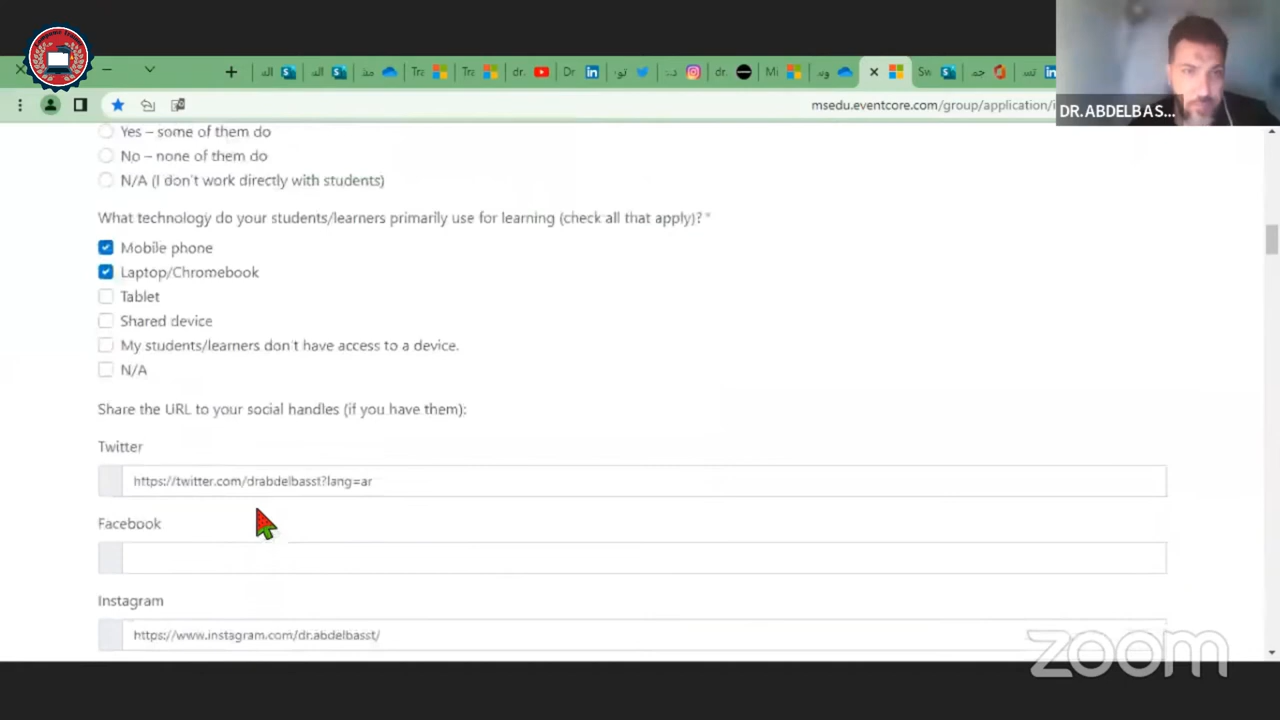 msedu.eventcore.com/group/application/i
DR.ABDELBAS...
Yes – some of them do
No – none of them do
N/A (I don't work directly with students)
What technology do your students/learners primarily use for learning (check all that apply)? *
Mobile phone
Laptop/Chromebook
Tablet
Shared device
My students/learners don't have access to a device.
N/A
Share the URL to your social handles (if you have them):
Twitter
https://twitter.com/drabdelbasst?lang=ar
Facebook
Instagram
https://www.instagram.com/dr.abdelbasst/
zoom